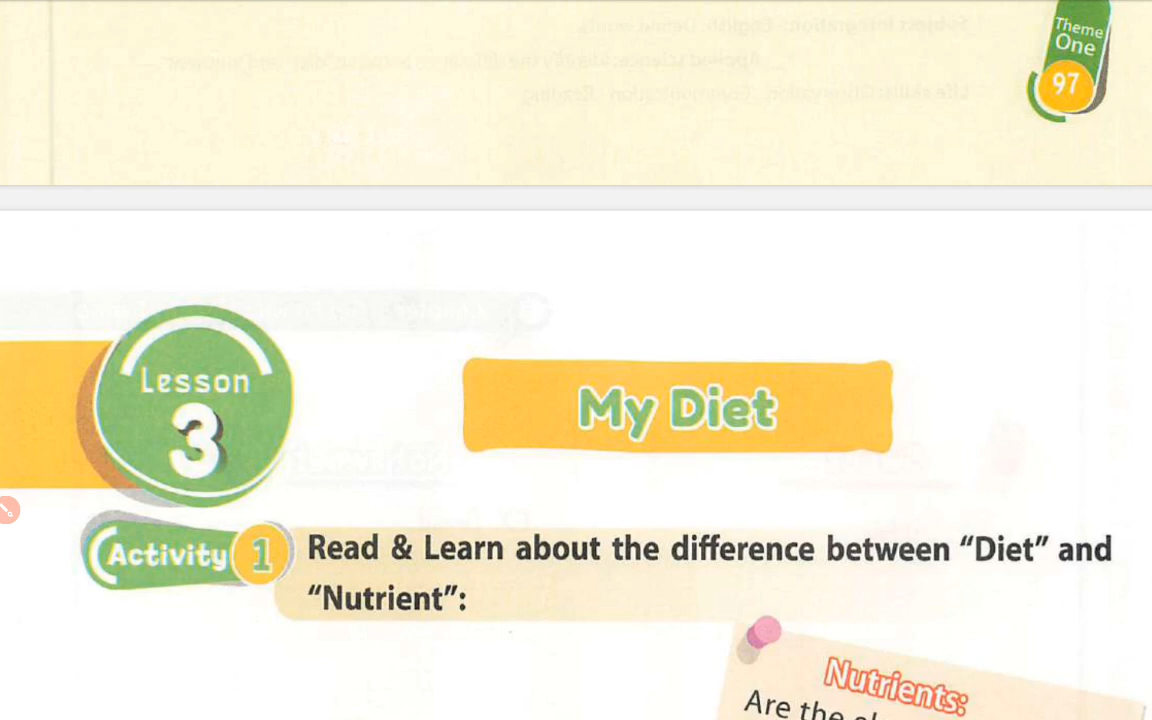 Theme
One
97
Lesson
3
My Diet
Activity 1
Read & Learn about the difference between “Diet” and
“Nutrient”:
Nutrients:
Are the